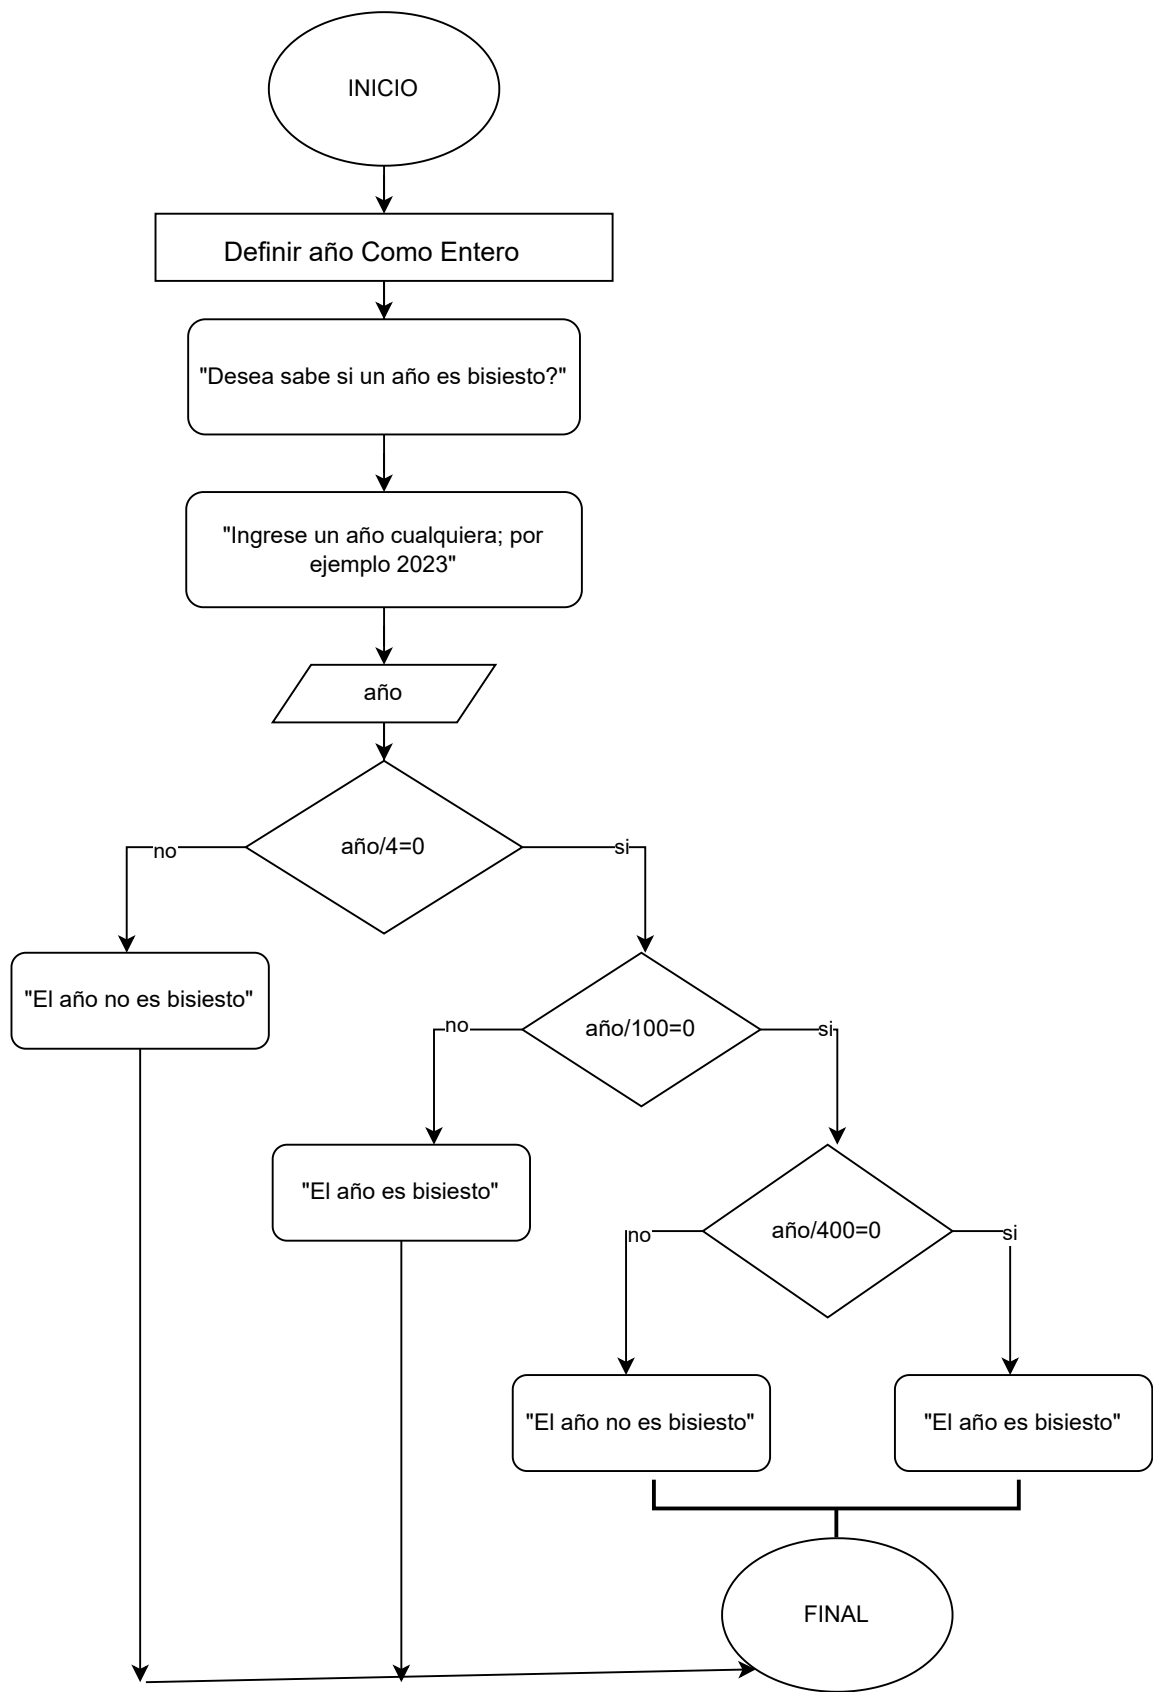 INICIO
Definir año Como Entero
"Desea sabe si un año es bisiesto?"
"Ingrese un año cualquiera; por
ejemplo 2023"
año
año/4=0
no
si
"El año no es bisiesto"
año/100=0
no
si
"El año es bisiesto"
año/400=0
no
si
"El año no es bisiesto"
"El año es bisiesto"
FINAL